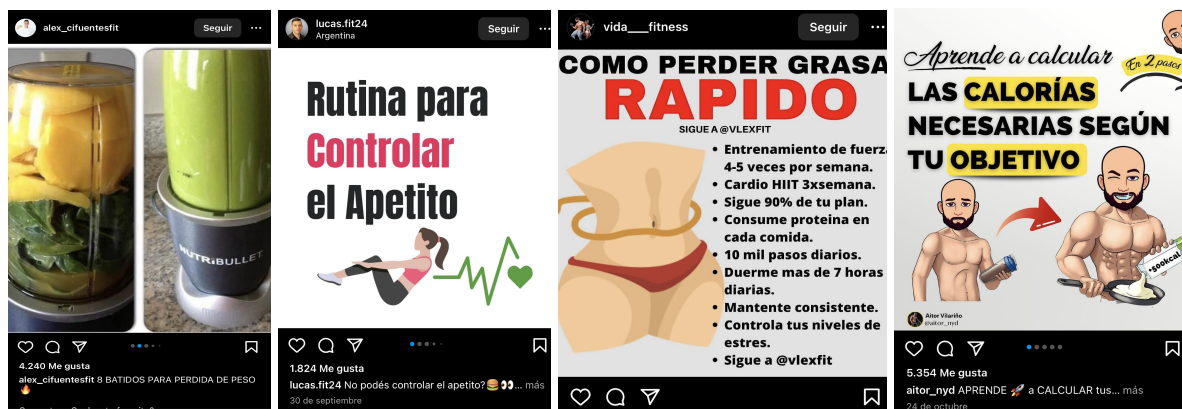 alex_cifuentesfit
Seguir
NUTRiBULLET
4.240 Me gusta
alex_cifuentesfit 8 BATIDOS PARA PERDIDA DE PESO
🔥
lucas.fit24
Argentina
Seguir
Rutina para
Controlar
el Apetito
1.824 Me gusta
lucas.fit24 No podés controlar el apetito?🍔👀... más
30 de septiembre
vida___fitness
Seguir
COMO PERDER GRASA
RAPIDO
SIGUE A @VLEXFIT
• Entrenamiento de fuerza
4-5 veces por semana.
• Cardio HIIT 3xsemana.
• Sigue 90% de tu plan.
• Consume proteina en
cada comida.
• 10 mil pasos diarios.
• Duerme mas de 7 horas
diarias.
• Mantente consistente.
• Controla tus niveles de
estres.
• Sigue a @vlexfit
Aprende a calcular
En 2 pasos
LAS CALORÍAS
NECESARIAS SEGÚN
TU OBJETIVO
+500kcal
Aitor Vilariño
@aitor_nyd
5.354 Me gusta
aitor_nyd APRENDE 🚀 a CALCULAR tus... más
24 de octubre